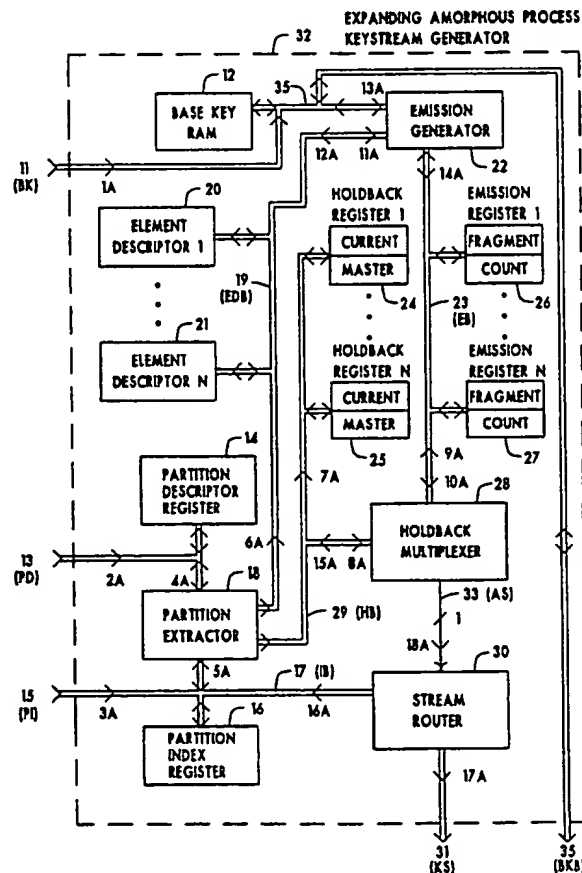 EXPANDING AMORPHOUS PROCESS
KEYSTREAM GENERATOR
32
12
35
13A
BASE KEY
RAM
EMISSION
GENERATOR
22
11
(BK)
1A
12A
11A
14A
20
ELEMENT
DESCRIPTOR 1
HOLDBACK
REGISTER 1
CURRENT
MASTER
24
EMISSION
REGISTER 1
FRAGMENT
COUNT
26
19
(EDB)
23
(EB)
21
ELEMENT
DESCRIPTOR N
HOLDBACK
REGISTER N
CURRENT
MASTER
25
EMISSION
REGISTER N
FRAGMENT
COUNT
27
14
PARTITION
DESCRIPTOR
REGISTER
7A
9A
10A
28
13
(PD)
2A
4A
6A
18
15A
8A
HOLDBACK
MULTIPLEXER
PARTITION
EXTRACTOR
29 (HB)
33 (AS)
1
18A
30
5A
17 (IB)
15
(PI)
3A
16A
STREAM
ROUTER
16
PARTITION
INDEX
REGISTER
17A
31
(KS)
35
(BKB)